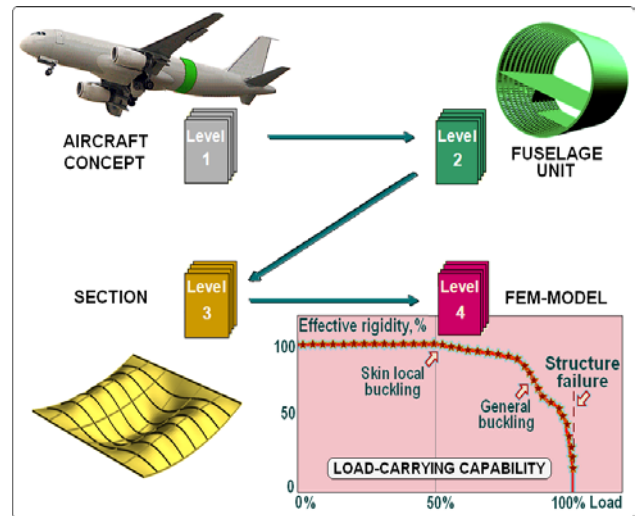 AIRCRAFT
CONCEPT
Level
1
Level
2
FUSELAGE
UNIT
SECTION
Level
3
Level
4
FEM-MODEL
Effective rigidity,%
100
Skin local
buckling
Structure
failure
50
General
buckling
LOAD-CARRYING CAPABILITY
0
0%
50%
100% Load